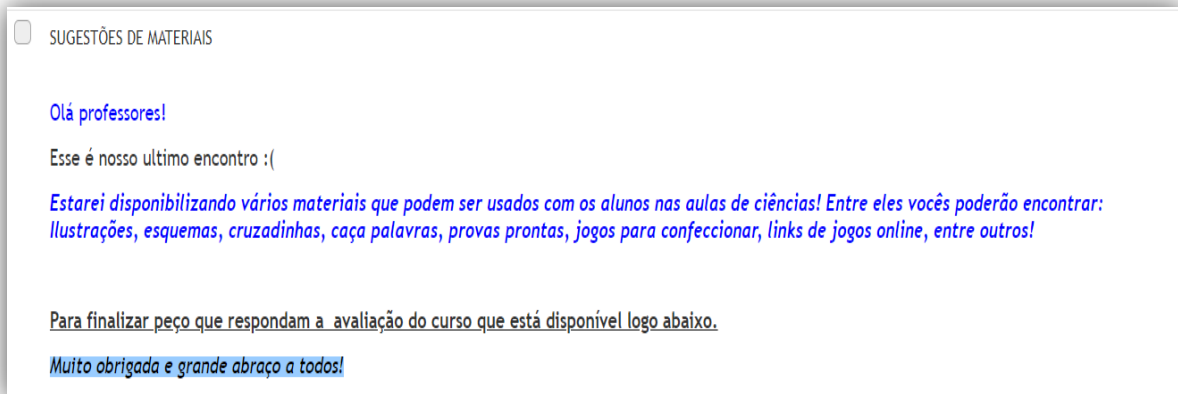 SUGESTÕES DE MATERIAIS
Olá professores!
Esse é nosso ultimo encontro :(
Estarei disponibilizando vários materiais que podem ser usados com os alunos nas aulas de ciências! Entre eles vocês poderão encontrar:
Ilustrações, esquemas, cruzadinhas, caça palavras, provas prontas, jogos para confeccionar, links de jogos online, entre outros!
Para finalizar peço que respondam a  avaliação do curso que está disponível logo abaixo.
Muito obrigada e grande abraço a todos!